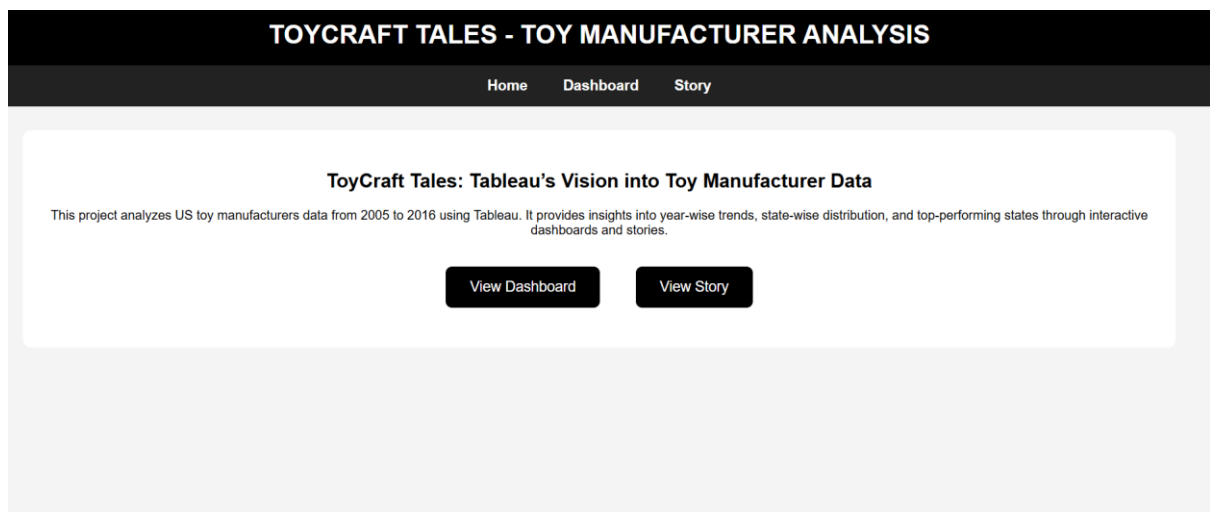 TOYCRAFT TALES - TOY MANUFACTURER ANALYSIS
Home Dashboard Story
ToyCraft Tales: Tableau’s Vision into Toy Manufacturer Data
This project analyzes US toy manufacturers data from 2005 to 2016 using Tableau. It provides insights into year-wise trends, state-wise distribution, and top-performing states through interactive
dashboards and stories.
View Dashboard View Story